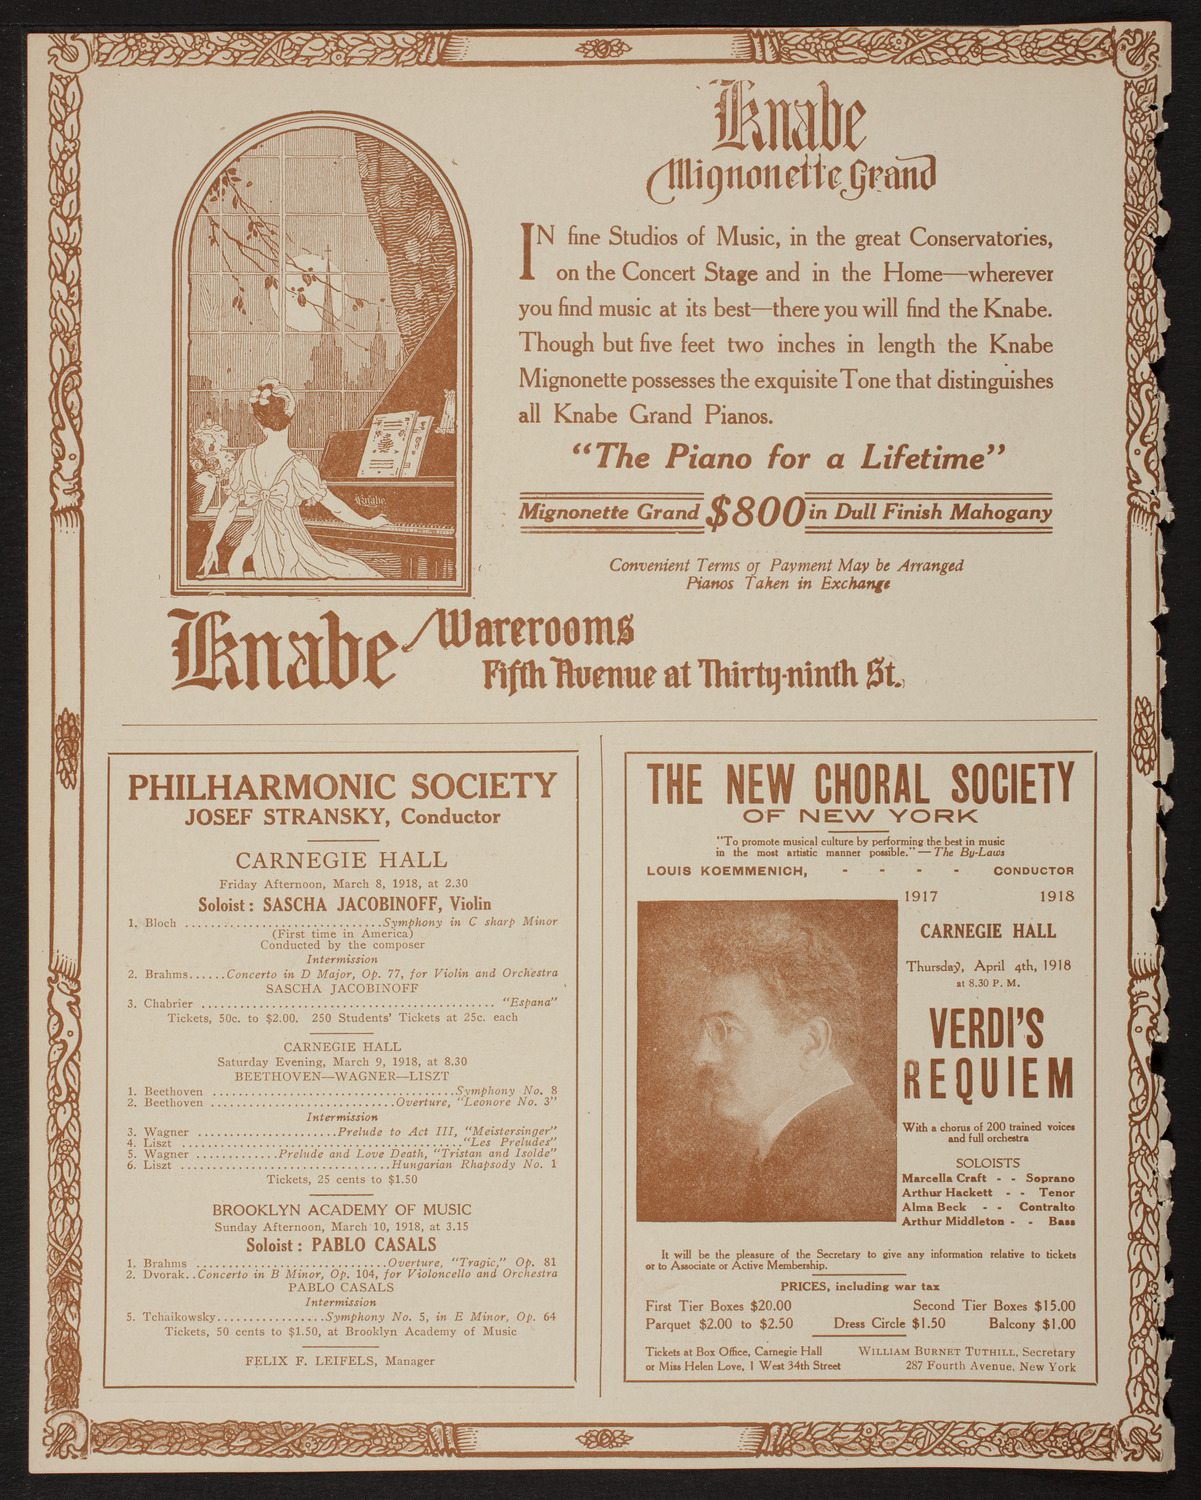 Knabe
Mignonette Grand
IN fine Studios of Music, in the great Conservatories,
on the Concert Stage and in the Home—wherever
you find music at its best—there you will find the Knabe.
Though but five feet two inches in length the Knabe
Mignonette possesses the exquisite Tone that distinguishes
all Knabe Grand Pianos.
"The Piano for a Lifetime"
Mignonette Grand $800 in Dull Finish Mahogany
Convenient Terms of Payment May be Arranged
Pianos Taken in Exchange
Knabe
Knabe Warerooms
Fifth Avenue at Thirty-ninth St.
PHILHARMONIC SOCIETY
JOSEF STRANSKY, Conductor
CARNEGIE HALL
Friday Afternoon, March 8, 1918, at 2.30
Soloist: SASCHA JACOBINOFF, Violin
1. Bloch ..............................Symphony in C sharp Minor
(First time in America)
Conducted by the composer
Intermission
2. Brahms......Concerto in D Major, Op. 77, for Violin and Orchestra
SASCHA JACOBINOFF
3. Chabrier ............................................ "Espana"
Tickets, 50c. to $2.00. 250 Students' Tickets at 25c. each
CARNEGIE HALL
Saturday Evening, March 9, 1918, at 8.30
BEETHOVEN—WAGNER—LISZT
1. Beethoven .....................................Symphony No. 8
2. Beethoven ............................Overture, "Leonore No. 3"
Intermission
3. Wagner .....................Prelude to Act III, "Meistersinger"
4. Liszt ..........................................."Les Preludes"
5. Wagner ............Prelude and Love Death, "Tristan and Isolde"
6. Liszt ................................Hungarian Rhapsody No. 1
Tickets, 25 cents to $1.50
BROOKLYN ACADEMY OF MUSIC
Sunday Afternoon, March 10, 1918, at 3.15
Soloist: PABLO CASALS
1. Brahms .............................Overture, "Tragic," Op. 81
2. Dvorak..Concerto in B Minor, Op. 104, for Violoncello and Orchestra
PABLO CASALS
Intermission
5. Tchaikowsky.................Symphony No. 5, in E Minor, Op. 64
Tickets, 50 cents to $1.50, at Brooklyn Academy of Music
FELIX F. LEIFELS, Manager
THE NEW CHORAL SOCIETY
OF NEW YORK
"To promote musical culture by performing the best in music
in the most artistic manner possible."—The By-Laws
LOUIS KOEMMENICH, - - - - CONDUCTOR
1917 1918
CARNEGIE HALL
Thursday, April 4th, 1918
at 8.30 P. M.
VERDI'S
REQUIEM
With a chorus of 200 trained voices
and full orchestra
SOLOISTS
Marcella Craft - - Soprano
Arthur Hackett - - Tenor
Alma Beck - - Contralto
Arthur Middleton - - Bass
It will be the pleasure of the Secretary to give any information relative to tickets
or to Associate or Active Membership.
PRICES, including war tax
First Tier Boxes $20.00 Second Tier Boxes $15.00
Parquet $2.00 to $2.50 Dress Circle $1.50 Balcony $1.00
Tickets at Box Office, Carnegie Hall
or Miss Helen Love, 1 West 34th Street
WILLIAM BURNET TUTHILL, Secretary
287 Fourth Avenue, New York